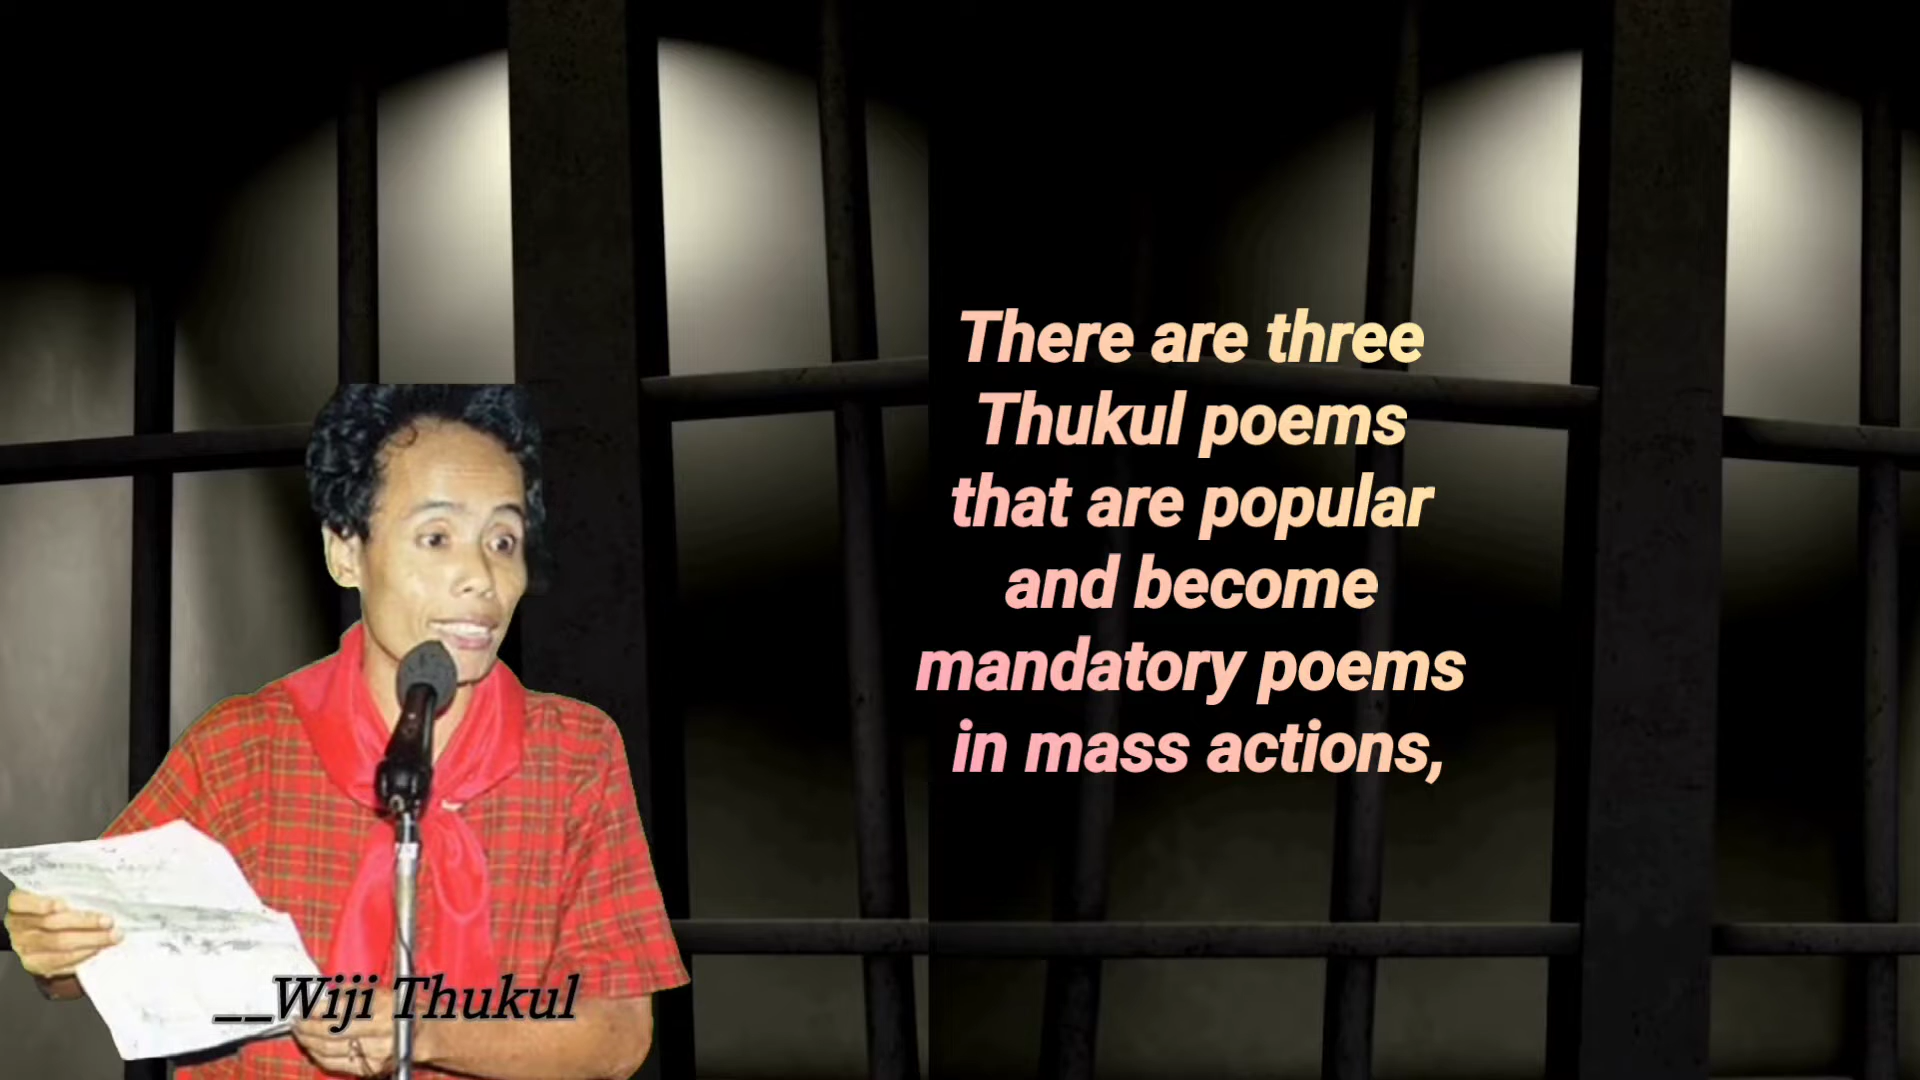 There are three
Thukul poems
that are popular
and become
mandatory poems
in mass actions,
__Wiji Thukul